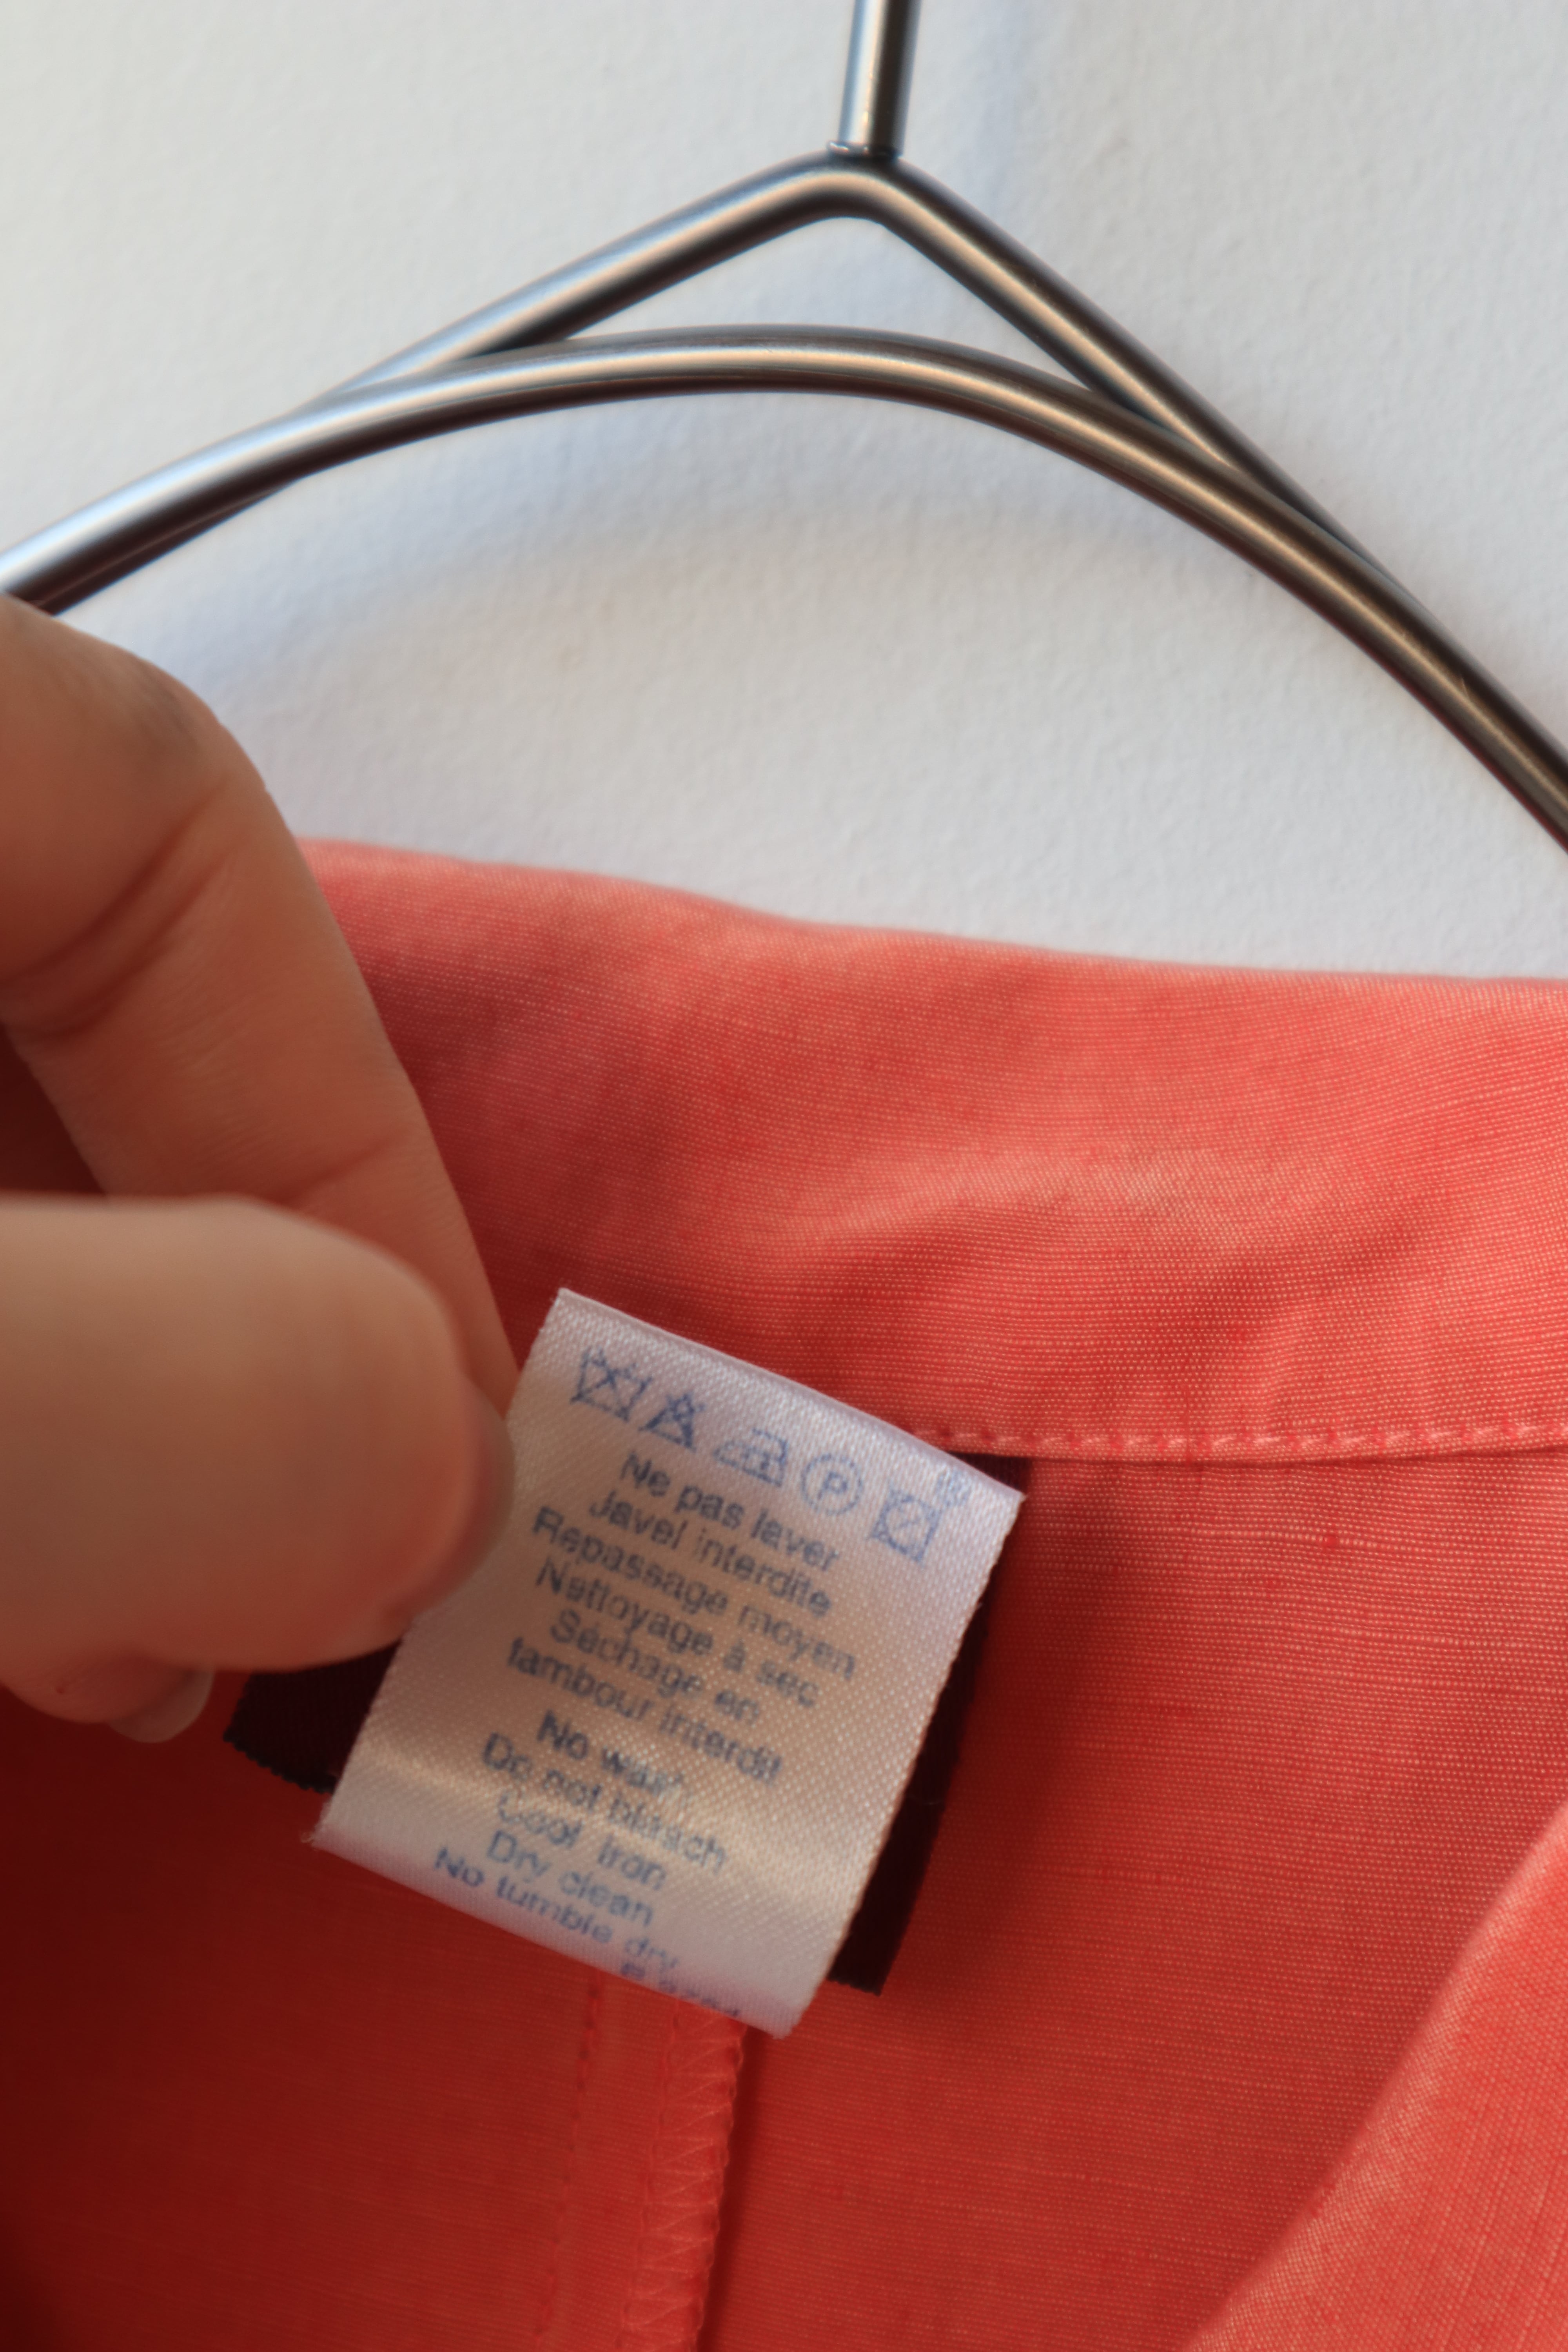 P
Ne pas laver
Javel interdite
Repassage moyen
Nettoyage à sec
Séchage en
tambour interdit
No wash
Do not bleach
Cool iron
Dry clean
No tumble dry